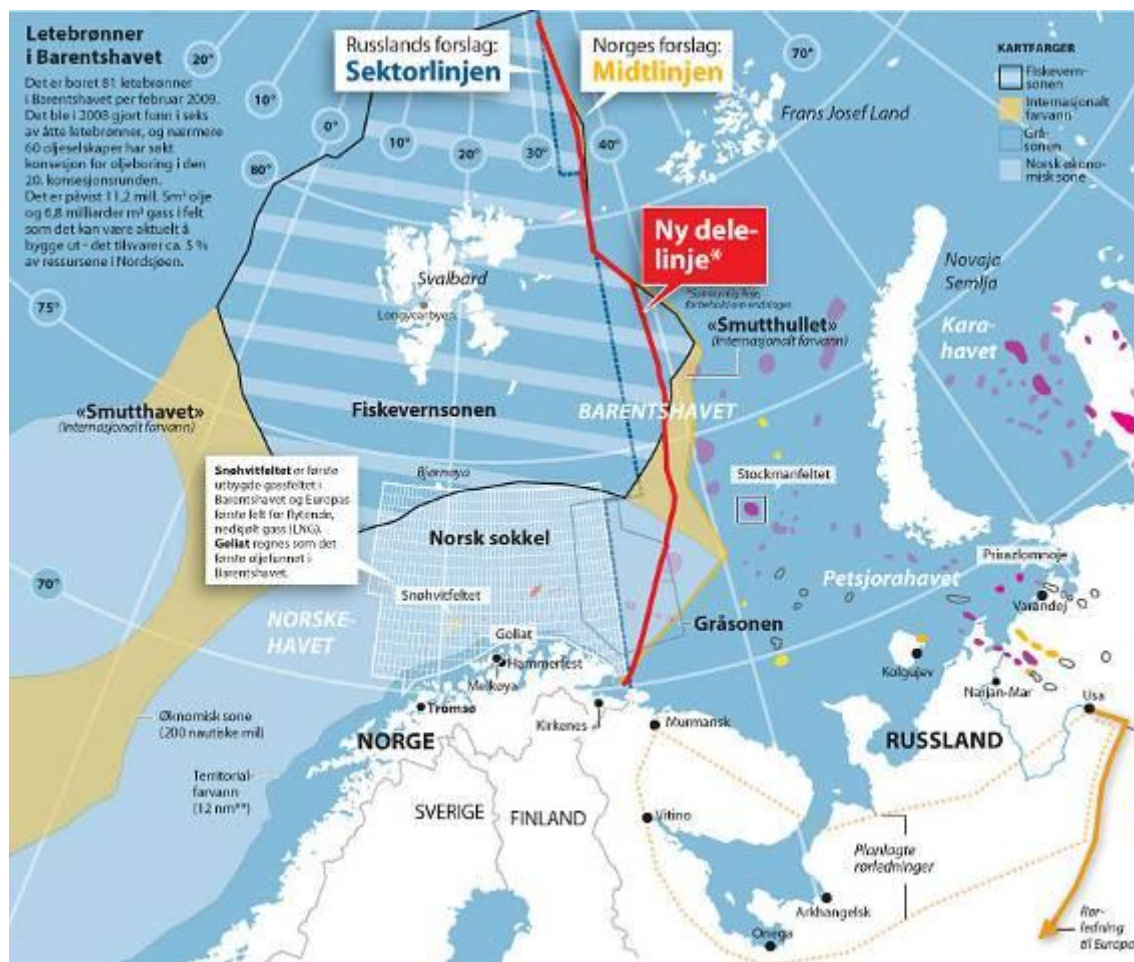 Letebrønner
i Barentshavet
Det er boret 81 letebrønner
i Barentshavet per februar 2009.
Det ble i 2008 gjort funn i seks
av åtte letebrønner, og nærmere
60 oljeselskaper har søkt
konsesjon for oljeboring i den
20. konsesjonsrunden.
Det er påvist 11,2 mill. Sm³ olje
og 6,8 milliarder m³ gass i felt
som det kan være aktuelt å
bygge ut - det tilsvarer ca. 5 %
av ressursene i Nordsjøen.
Russlands forslag:
Sektorlinjen
Norges forslag:
Midtlinjen
KARTFARGER
Fiskevern-
sonen
Internasjonalt
farvann
Grå-
sonen
Norsk økono-
misk sone
20°
10°
0°
10°
20°
30°
40°
70°
80°
75°
70°
Frans Josef Land
Ny dele-
linje*
Novaja
Semlja
Kara-
havet
Svalbard
Longyearbyen
«Smutthullet»
(Internasjonalt farvann)
«Smutthavet»
(Internasjonalt farvann)
Fiskevernsonen
BARENTSHAVET
Bjørnøya
Stockmanfeltet
Snøhvitfeltet er første
utbygde gassfeltet i
Barentshavet og Europas
første felt for flytende,
nedkjølt gass (LNG).
Goliat regnes som det
første oljefunnet i
Barentshavet.
Norsk sokkel
Snøhvitfeltet
NORSKE-
HAVET
Goliat
Hammerfest
Melkøya
Tromsø
Kirkenes
Murmansk
Gråsonen
Petsjorahavet
Prirazlomnoje
Varandej
Kolgujev
Narjan-Mar
Usa
Øknomisk sone
(200 nautiske mil)
Territorial-
farvann
(12 nm**)
NORGE
SVERIGE
FINLAND
RUSSLAND
Vitino
Planlagte
rørledninger
Arkhangelsk
Onega
Rør-
ledning
til Europa